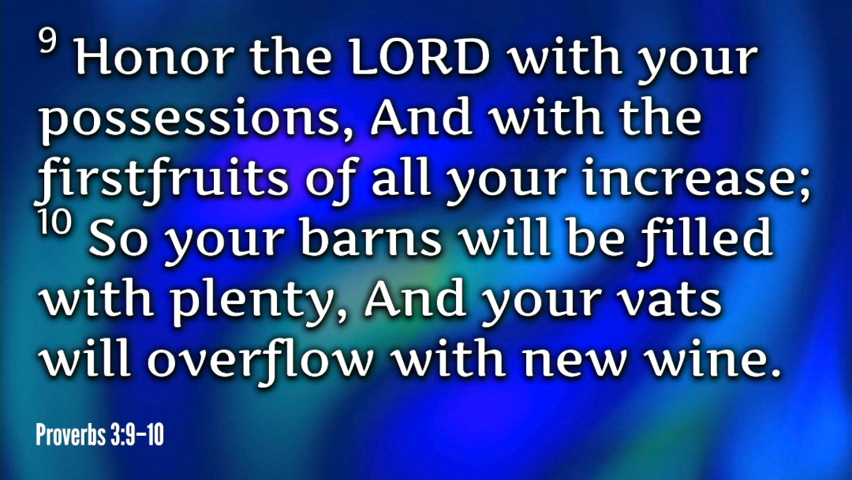 9 Honor the LORD with your
possessions, And with the
firstfruits of all your increase;
10 So your barns will be filled
with plenty, And your vats
will overflow with new wine.
Proverbs 3:9–10